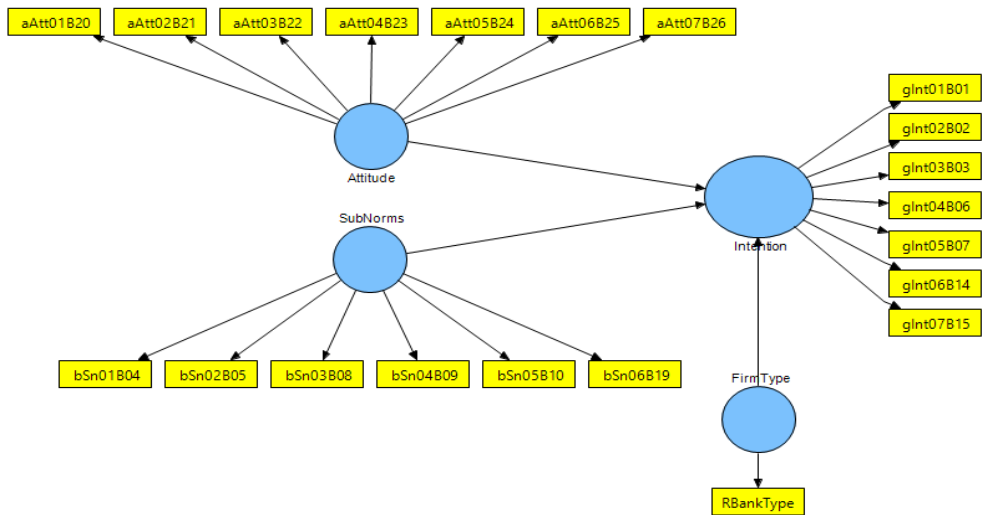 aAtt01B20
aAtt02B21
aAtt03B22
aAtt04B23
aAtt05B24
aAtt06B25
aAtt07B26
Attitude
SubNorms
gInt01B01
gInt02B02
gInt03B03
gInt04B06
gInt05B07
gInt06B14
gInt07B15
Intention
bSn01B04
bSn02B05
bSn03B08
bSn04B09
bSn05B10
bSn06B19
FirmType
RBankType